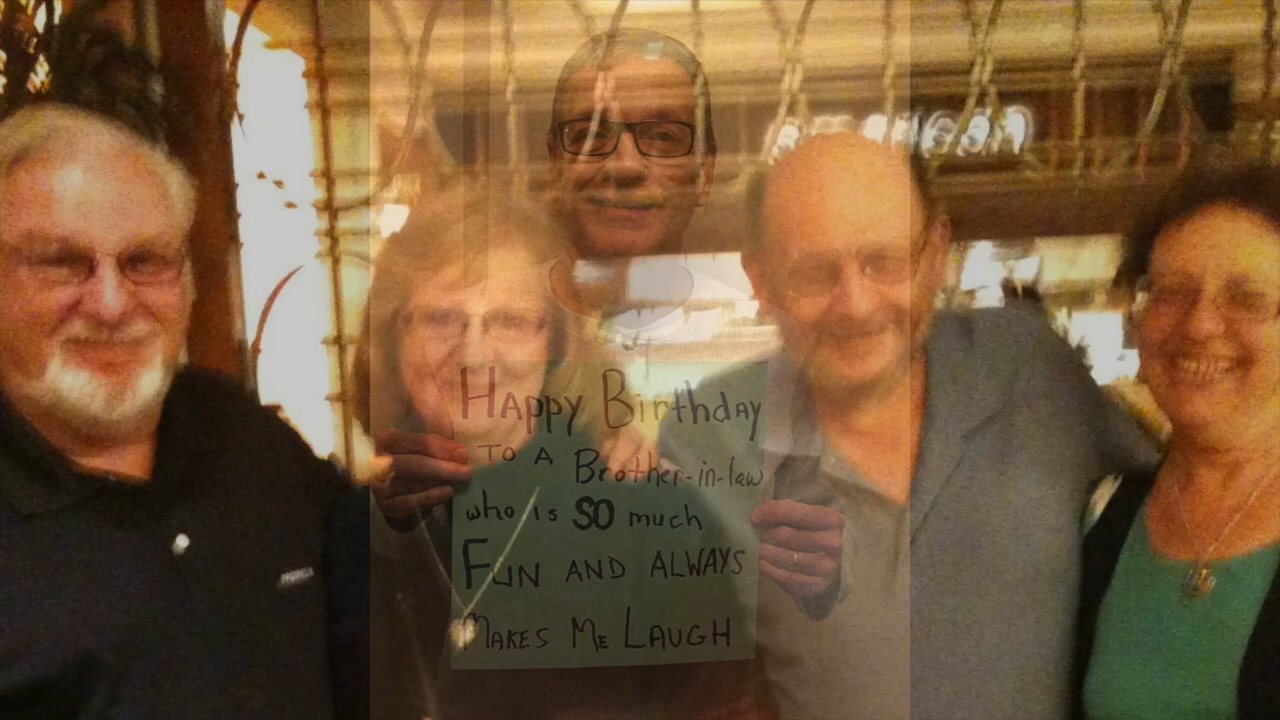 Happy Birthday
TO A Brother-in-law
who is SO much
FUN AND ALWAYS
MAKES ME LAUGH